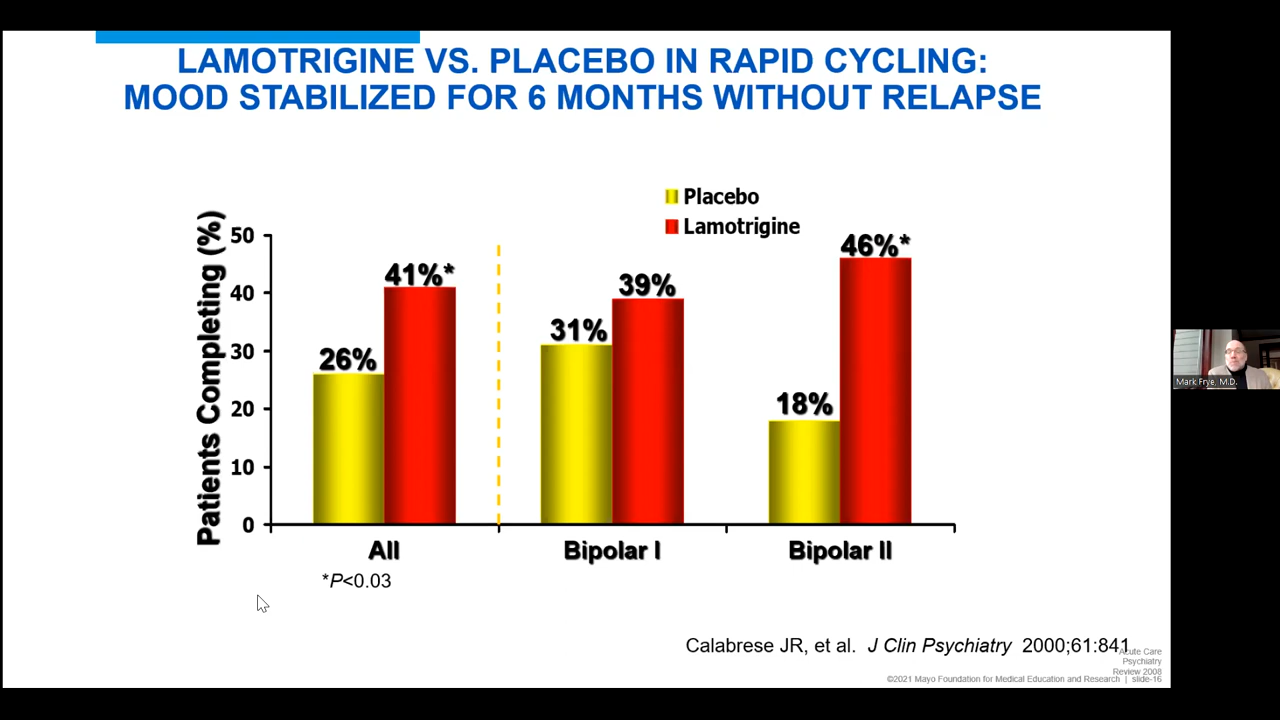 LAMOTRIGINE VS. PLACEBO IN RAPID CYCLING:
MOOD STABILIZED FOR 6 MONTHS WITHOUT RELAPSE
Placebo
Lamotrigine
Patients Completing (%)
50
40
30
20
10
0
26%
41%*
31%
39%
18%
46%*
All
Bipolar I
Bipolar II
*P<0.03
Calabrese JR, et al. J Clin Psychiatry 2000;61:841
Acute Care
Psychiatry
Review 2008
©2021 Mayo Foundation for Medical Education and Research | slide-16
Mark Frye, M.D.